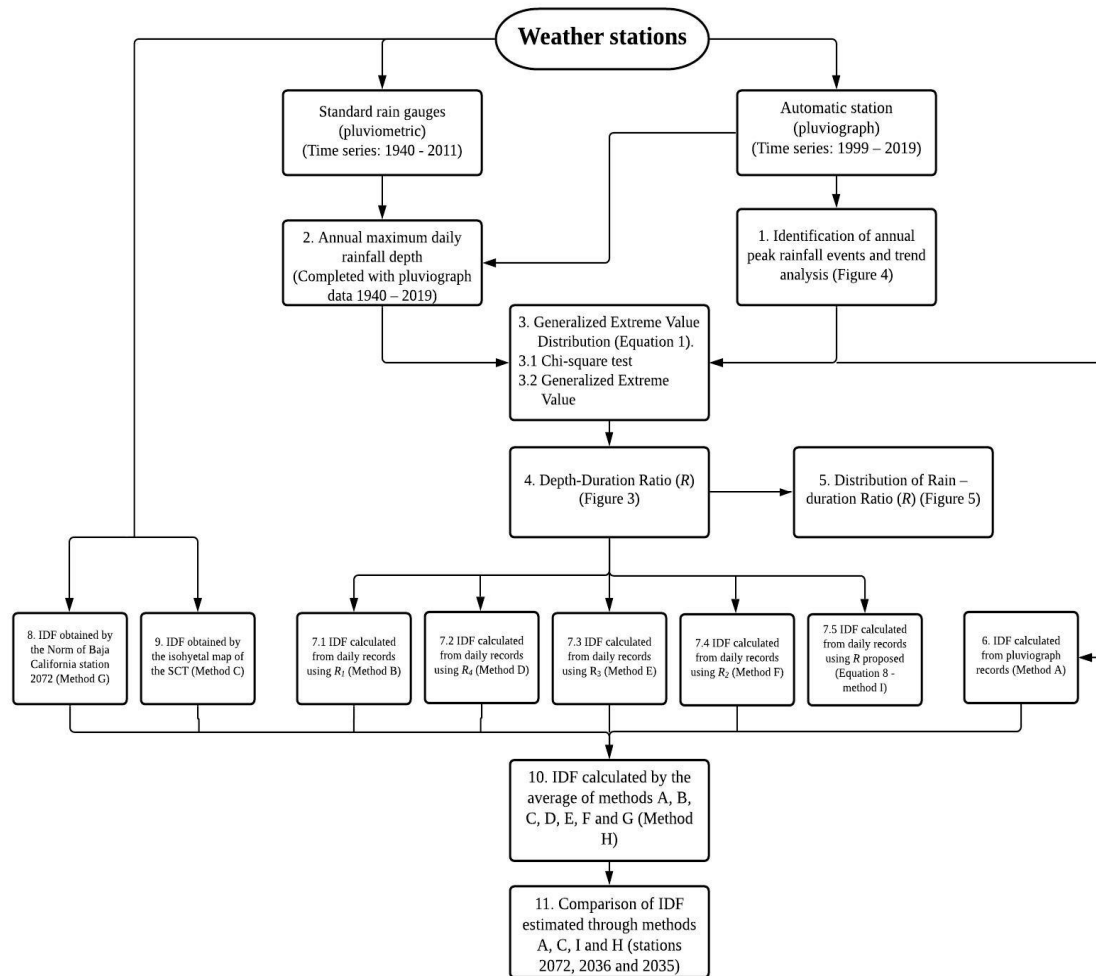 Weather stations
Standard rain gauges
(pluviometric)
(Time series: 1940 - 2011)
Automatic station
(pluviograph)
(Time series: 1999 – 2019)
2. Annual maximum daily
rainfall depth
(Completed with pluviograph
data 1940 – 2019)
1. Identification of annual
peak rainfall events and trend
analysis (Figure 4)
3. Generalized Extreme Value
Distribution (Equation 1).
3.1 Chi-square test
3.2 Generalized Extreme
Value
4. Depth-Duration Ratio (R)
(Figure 3)
5. Distribution of Rain –
duration Ratio (R) (Figure 5)
8. IDF obtained by
the Norm of Baja
California station
2072 (Method G)
9. IDF obtained by
the isohyetal map of
the SCT (Method C)
7.1 IDF calculated
from daily records
using R1 (Method B)
7.2 IDF calculated
from daily records
using R4 (Method D)
7.3 IDF calculated
from daily records
using R3 (Method E)
7.4 IDF calculated
from daily records
using R2 (Method F)
7.5 IDF calculated
from daily records
using R proposed
(Equation 8 -
method I)
6. IDF calculated
from pluviograph
records (Method A)
10. IDF calculated by the
average of methods A, B,
C, D, E, F and G (Method
H)
11. Comparison of IDF
estimated through methods
A, C, I and H (stations
2072, 2036 and 2035)